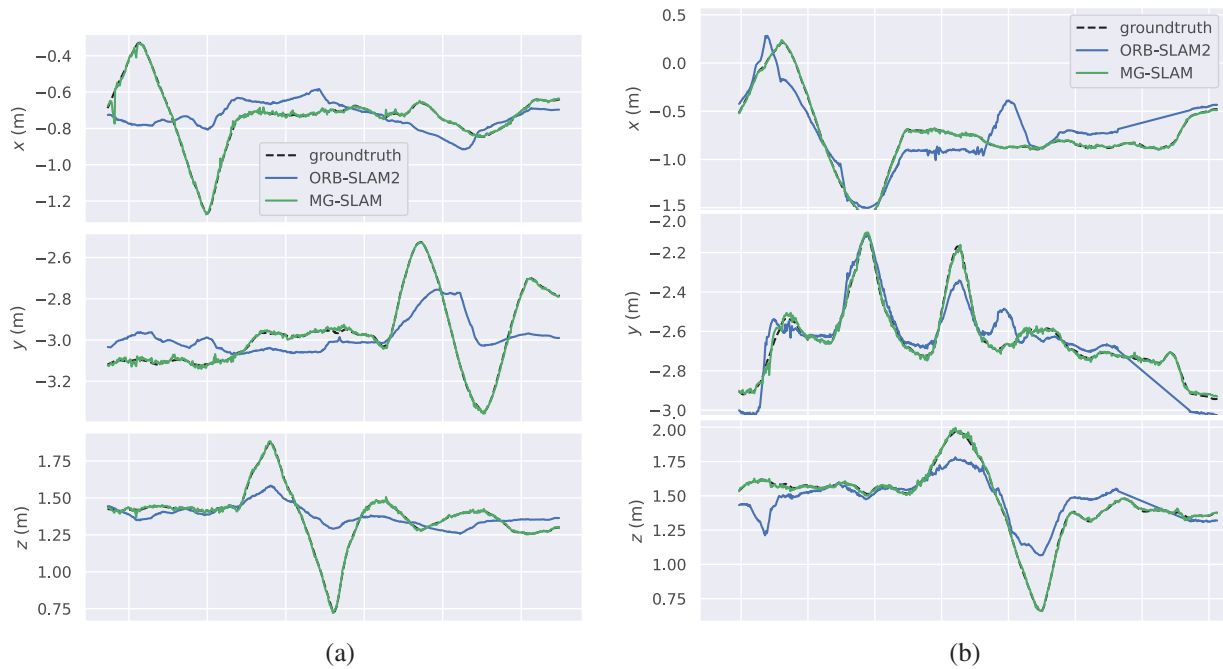 −0.4
−0.6
−0.8
−1.0
−1.2
x (m)
groundtruth
ORB-SLAM2
MG-SLAM
−2.6
−2.8
−3.0
−3.2
y (m)
1.75
1.50
1.25
1.00
0.75
z (m)
(a)
0.5
0.0
−0.5
−1.0
−1.5
x (m)
groundtruth
ORB-SLAM2
MG-SLAM
−2.0
−2.2
−2.4
−2.6
−2.8
−3.0
y (m)
2.00
1.75
1.50
1.25
1.00
0.75
z (m)
(b)